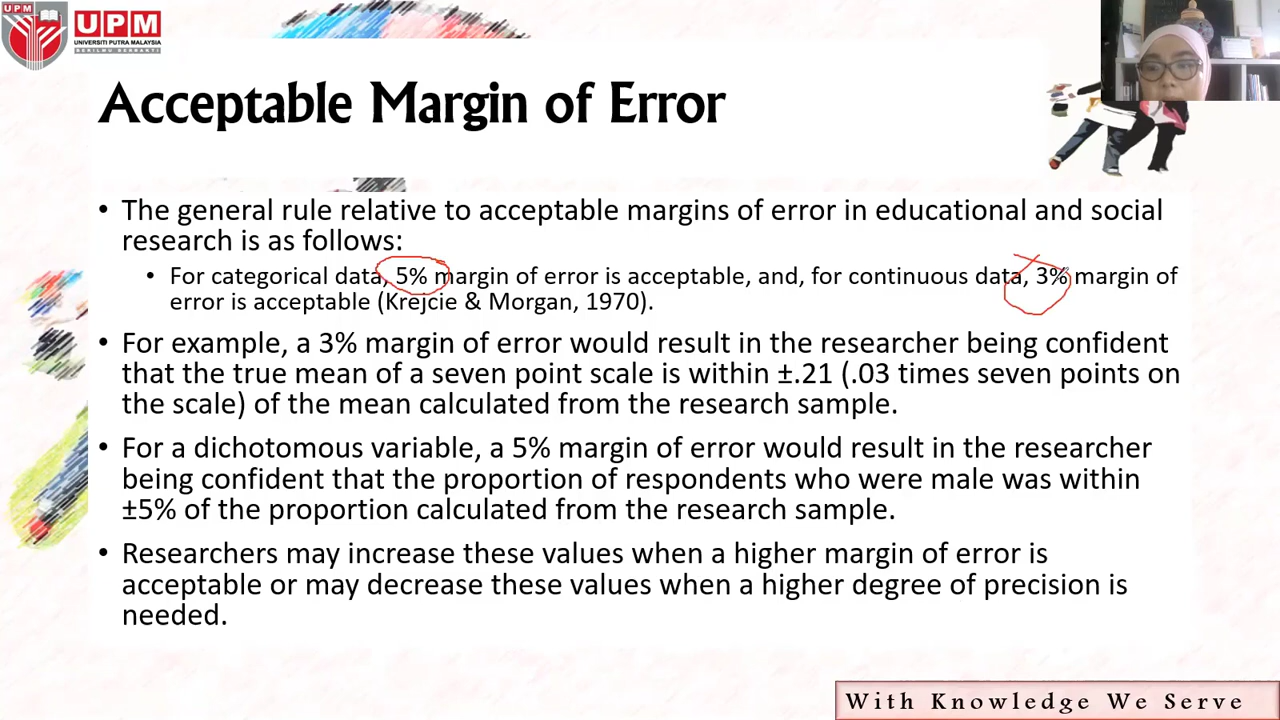 UPM
UPM
UNIVERSITI PUTRA MALAYSIA
BERILMU BERBAKTI
Acceptable Margin of Error
• The general rule relative to acceptable margins of error in educational and social
research is as follows:
• For categorical data, 5% margin of error is acceptable, and, for continuous data, 3% margin of
error is acceptable (Krejcie & Morgan, 1970).
• For example, a 3% margin of error would result in the researcher being confident
that the true mean of a seven point scale is within ±.21 (.03 times seven points on
the scale) of the mean calculated from the research sample.
• For a dichotomous variable, a 5% margin of error would result in the researcher
being confident that the proportion of respondents who were male was within
±5% of the proportion calculated from the research sample.
• Researchers may increase these values when a higher margin of error is
acceptable or may decrease these values when a higher degree of precision is
needed.
With Knowledge We Serve